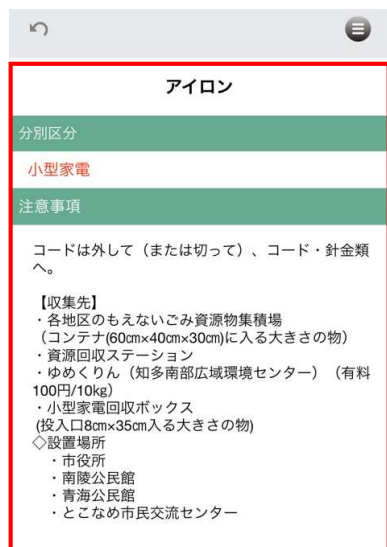 アイロン
分別区分
小型家電
注意事項
コードは外して（または切って）、コード・針金類
へ。
【収集先】
・各地区のもえないごみ資源物集積場
（コンテナ(60㎝×40㎝×30㎝)に入る大きさの物）
・資源回収ステーション
・ゆめくりん（知多南部広域環境センター）（有料
100円/10kg）
・小型家電回収ボックス
(投入口8㎝×35㎝入る大きさの物)
◇設置場所
・市役所
・南陵公民館
・青海公民館
・とこなめ市民交流センター